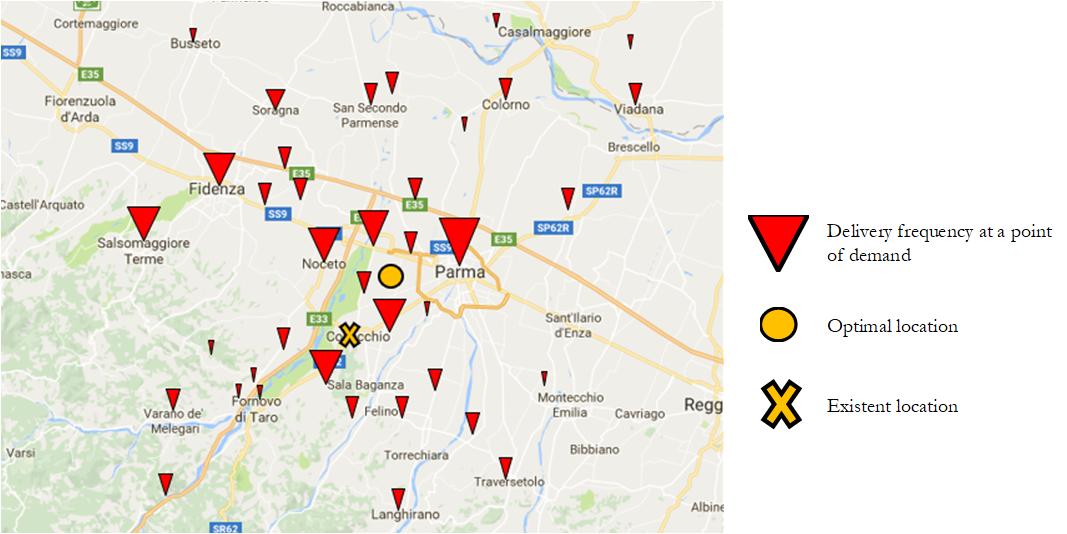 Roccabianca
Cortemaggiore
Casalmaggiore
Busseto
SS9
E35
Fiorenzuola
d'Arda
Soragna
San Secondo
Parmense
Colorno
Viadana
SS9
Brescello
E35
Fidenza
SP62R
Castell'Arquato
E35
SS9
SP62R
E35
SS9
Salsomaggiore
Terme
Noceto
Parma
Delivery frequency at a point
of demand
E33
Sant'Ilario
d'Enza
Optimal location
Sala Baganza
Felino
Fornovo
di Taro
Montecchio
Emilia
Cavriago
Regg
Existent location
Varano de'
Melegari
Varsi
Torrechiara
Bibbiano
Traversetolo
Langhirano
Albine
SR62